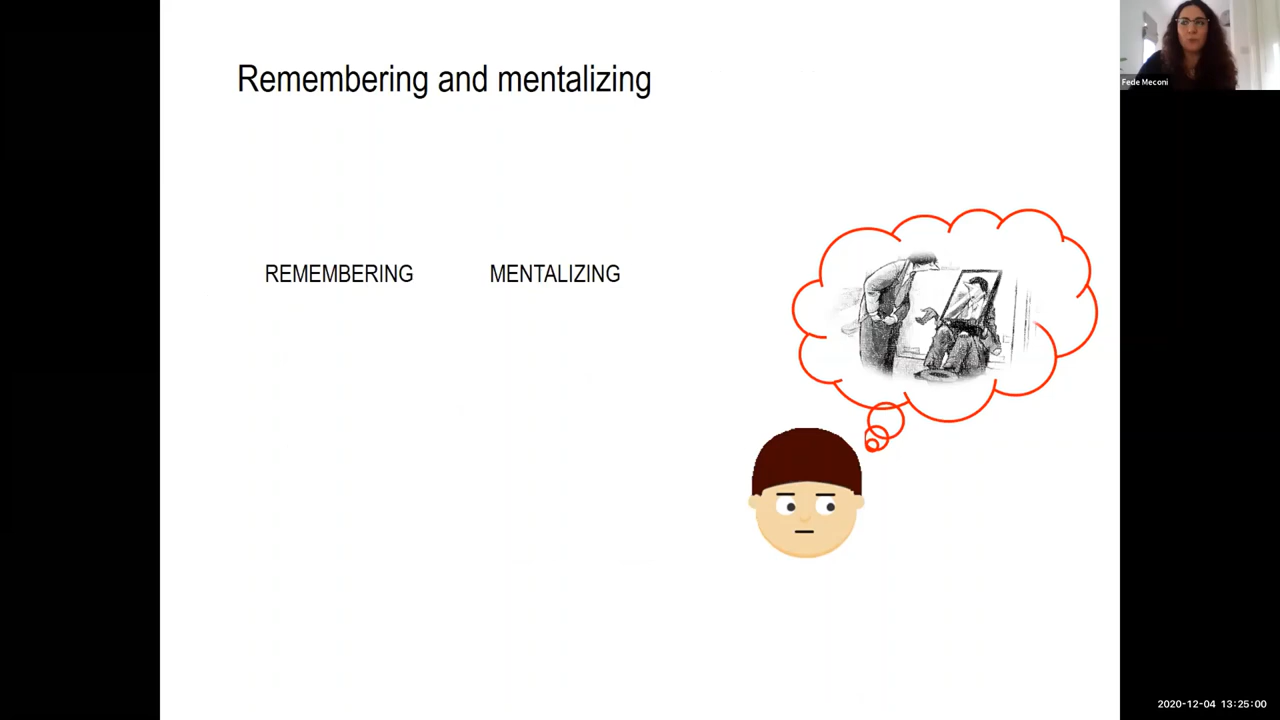 Remembering and mentalizing
Fede Meconi
REMEMBERING
MENTALIZING
2020-12-04 13:25:00